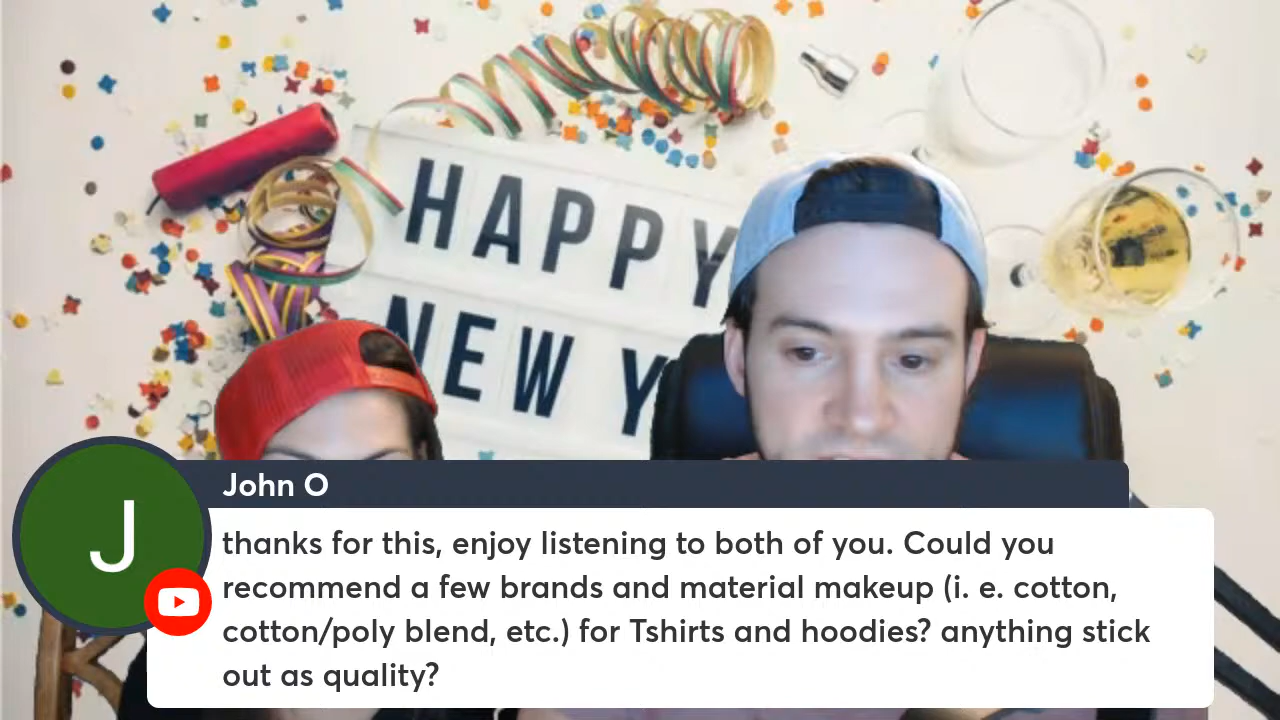 HAPPY
NEW Y
John O
J
thanks for this, enjoy listening to both of you. Could you
recommend a few brands and material makeup (i. e. cotton,
cotton/poly blend, etc.) for Tshirts and hoodies? anything stick
out as quality?